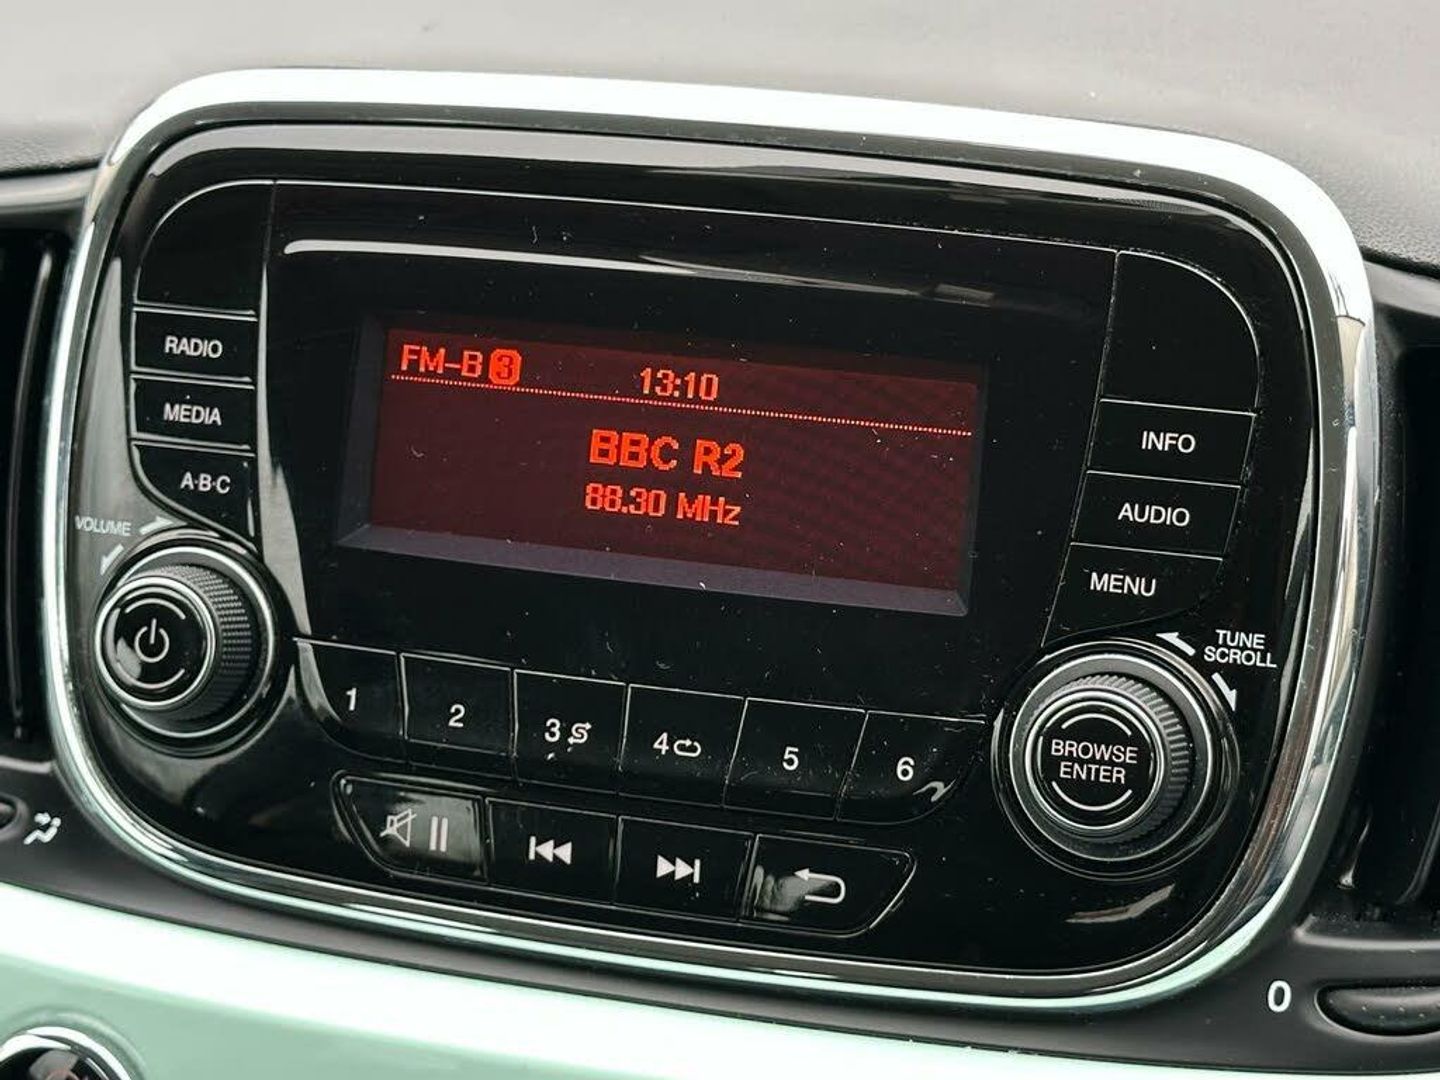 RADIO
MEDIA
A·B·C
VOLUME
FM-B 3
13:10
BBC R2
88.30 MHz
INFO
AUDIO
MENU
TUNE
SCROLL
1
2
3
4
5
6
BROWSE
ENTER
0